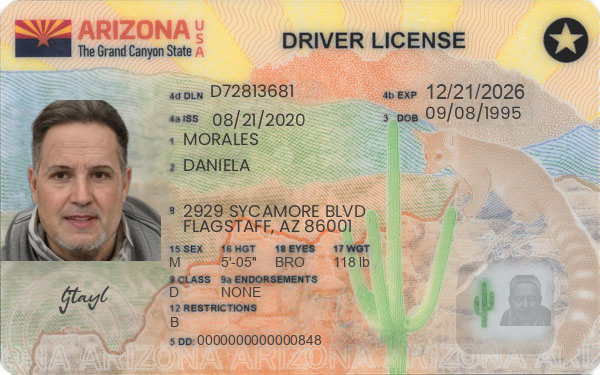 ARIZONA USA
The Grand Canyon State
DRIVER LICENSE
4d DLN D72813681
4b EXP 12/21/2026
4a ISS 08/21/2020
3 DOB 09/08/1995
1 MORALES
2 DANIELA
8 2929 SYCAMORE BLVD
FLAGSTAFF, AZ 86001
15 SEX 16 HGT 18 EYES 17 WGT
M 5'-05" BRO 118 lb
9 CLASS 9a ENDORSEMENTS
D NONE
12 RESTRICTIONS
B
Gtayl
5 DD: 0000000000000848
ARIZONA ARIZONA ARIZONA ARIZONA